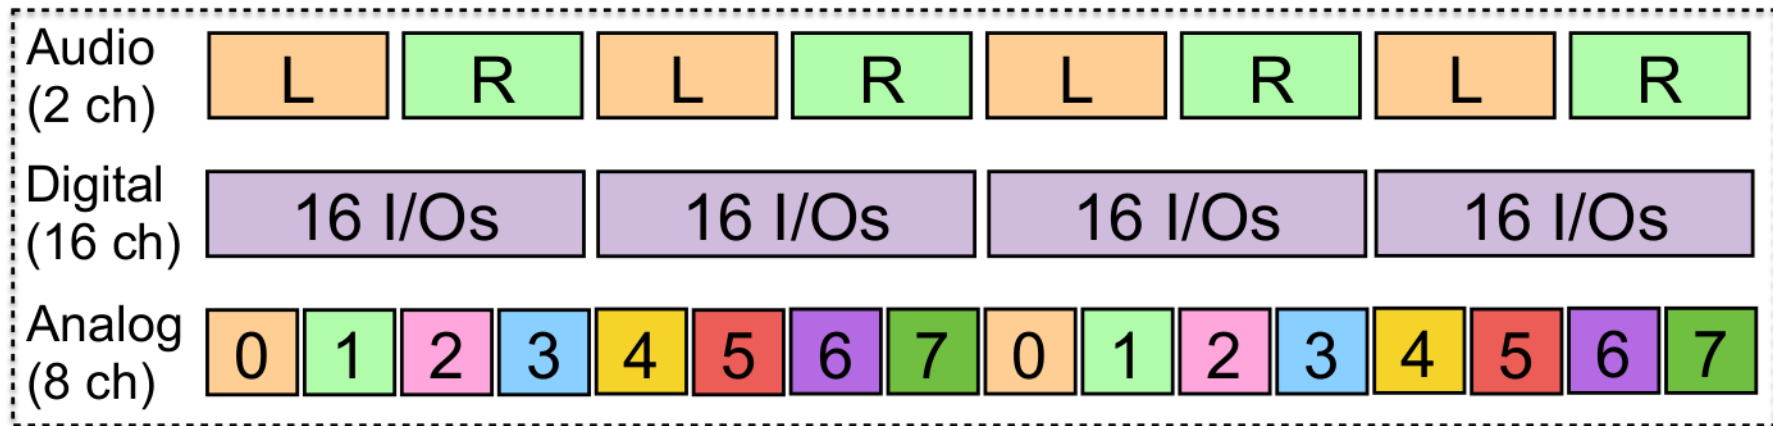 Audio
(2 ch)
L R L R L R L R
Digital
(16 ch)
16 I/Os 16 I/Os 16 I/Os 16 I/Os
Analog
(8 ch)
0 1 2 3 4 5 6 7 0 1 2 3 4 5 6 7